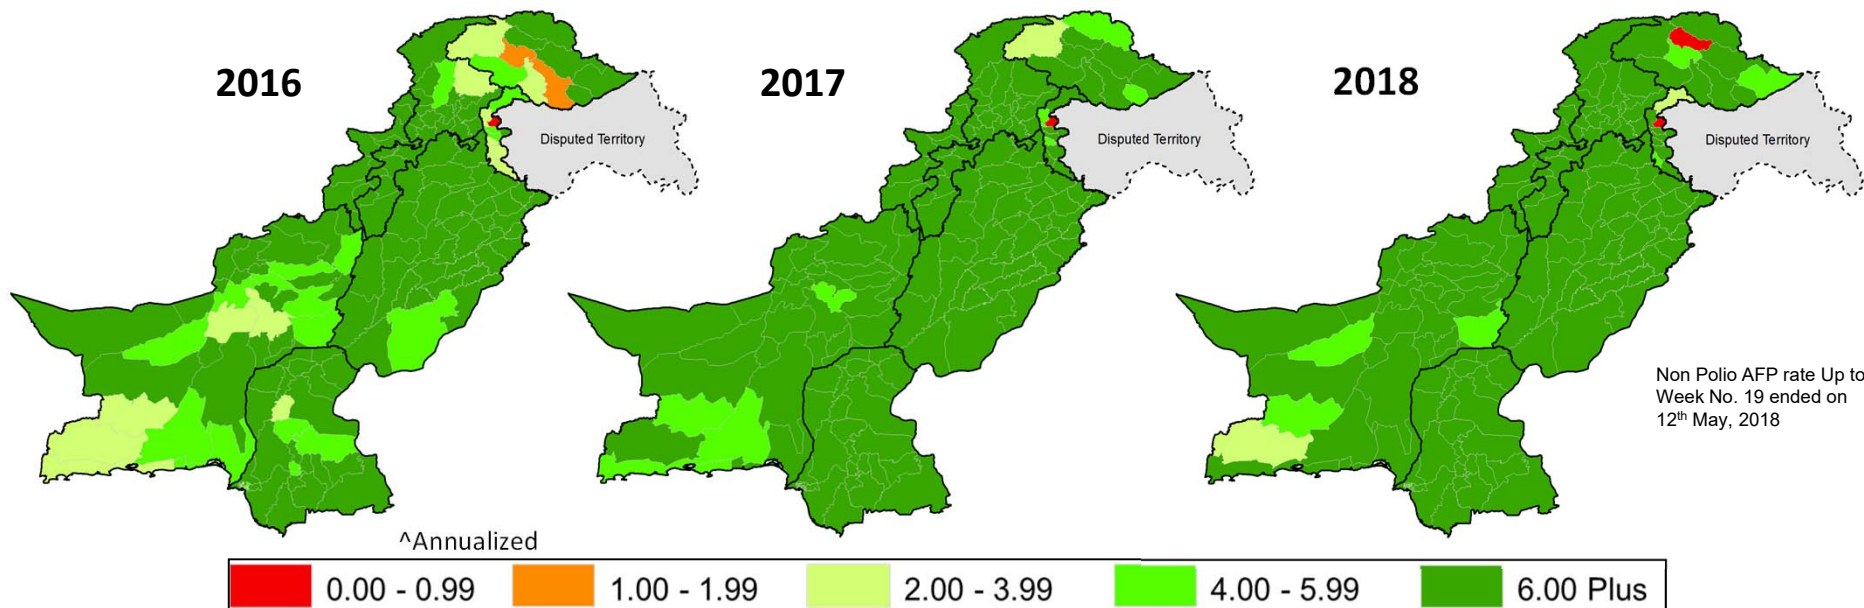 2016
2017
2018
Disputed Territory
Disputed Territory
Disputed Territory
Non Polio AFP rate Up to
Week No. 19 ended on
12th May, 2018
^Annualized
0.00 - 0.99
1.00 - 1.99
2.00 - 3.99
4.00 - 5.99
6.00 Plus